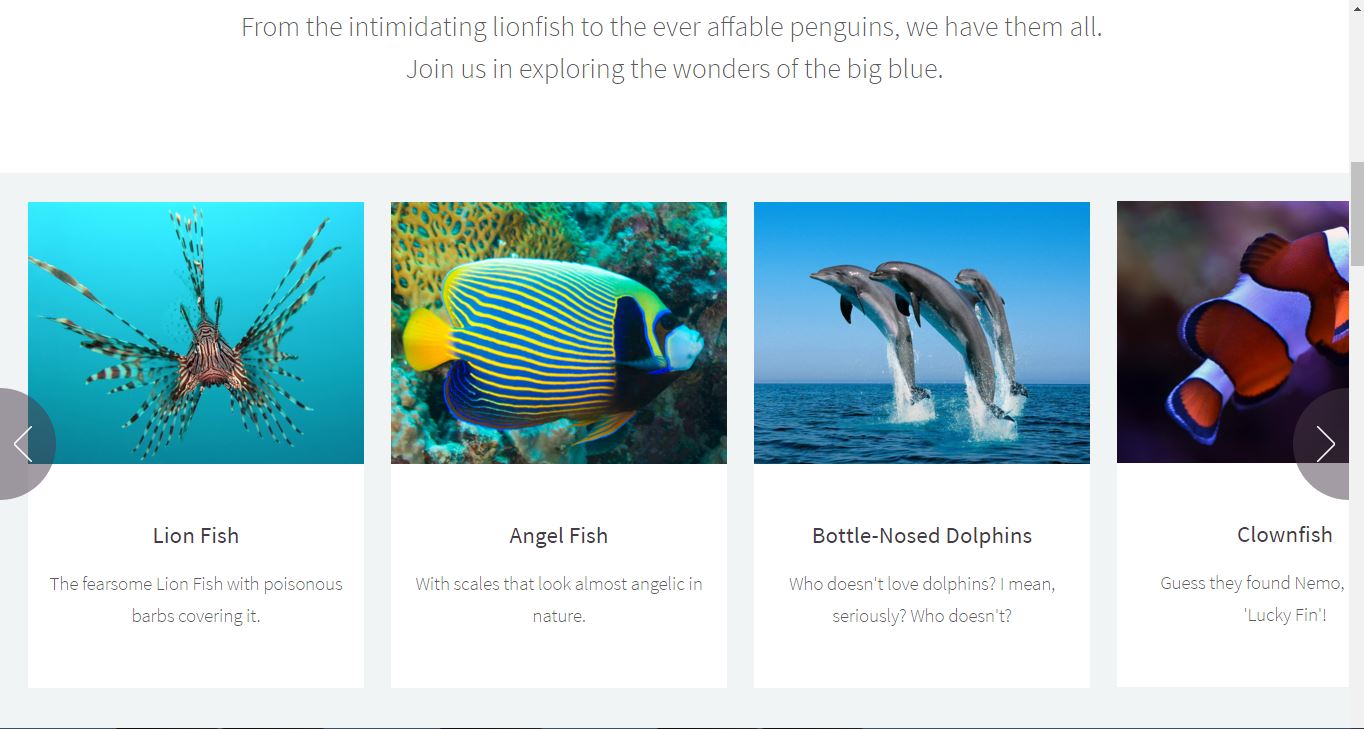 From the intimidating lionfish to the ever affable penguins, we have them all.
Join us in exploring the wonders of the big blue.
Lion Fish
The fearsome Lion Fish with poisonous
barbs covering it.
Angel Fish
With scales that look almost angelic in
nature.
Bottle-Nosed Dolphins
Who doesn't love dolphins? I mean,
seriously? Who doesn't?
Clownfish
Guess they found Nemo,
'Lucky Fin'!